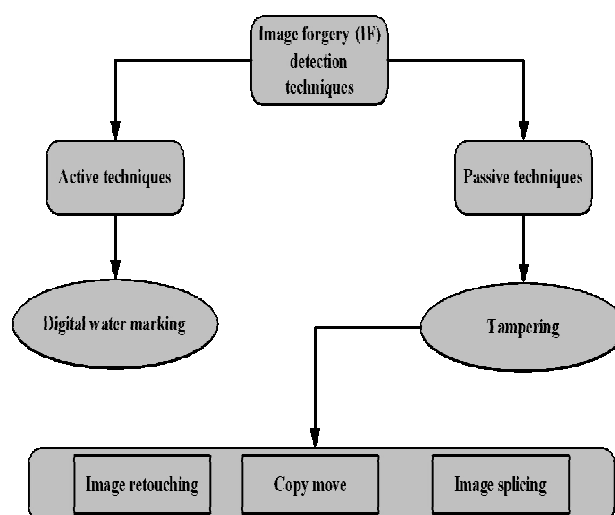 Image forgery (IF)
detection
techniques
Active techniques
Passive techniques
Digital water marking
Tampering
Image retouching
Copy move
Image splicing